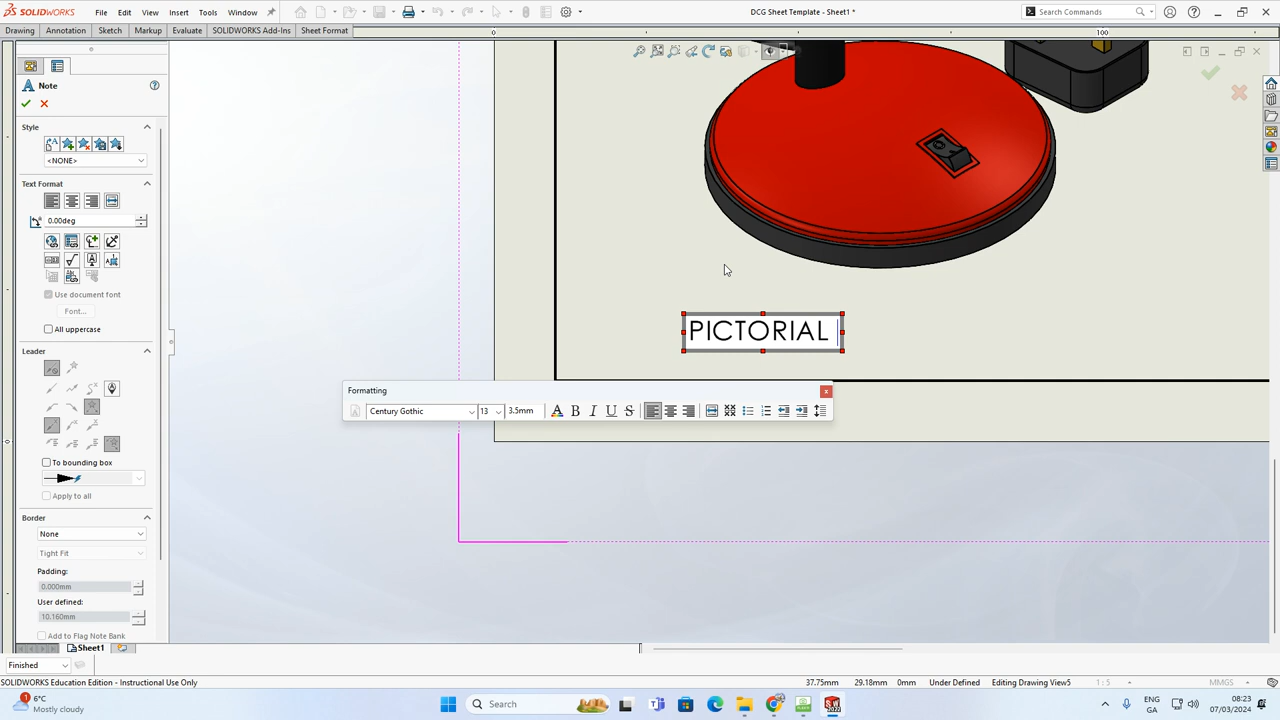 SOLIDWORKS
File Edit View Insert Tools Window
DCG Sheet Template - Sheet1 *
Search Commands
Drawing Annotation Sketch Markup Evaluate SOLIDWORKS Add-Ins Sheet Format
0
100
Note
Style
<NONE>
Text Format
0.00deg
Use document font
Font...
All uppercase
Leader
To bounding box
Apply to all
Border
None
Tight Fit
Padding:
0.000mm
User defined:
10.160mm
Add to Flag Note Bank
PICTORIAL
Formatting
Century Gothic 13 3.5mm
A B I U S
Sheet1
Finished
SOLIDWORKS Education Edition - Instructional Use Only
37.75mm 29.18mm 0mm Under Defined Editing Drawing View5 1 : 5 MMGS
1
6°C
Mostly cloudy
Search
ENG
GA
08:23
07/03/2024